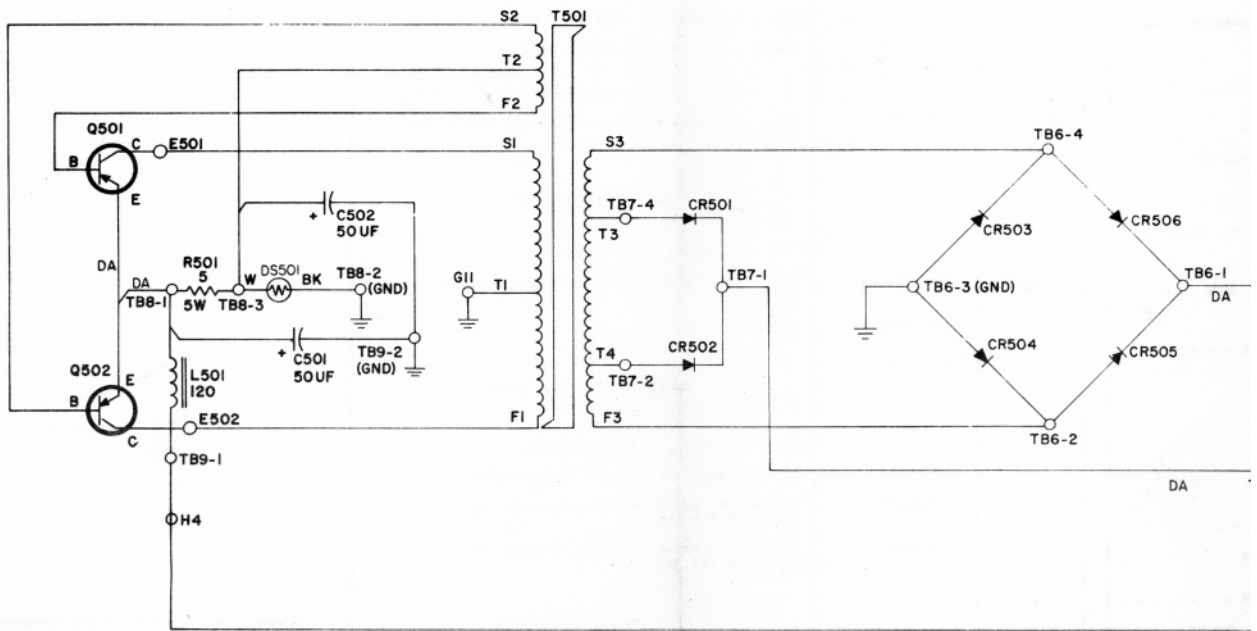 S2 T501
T2
F2
Q501
C E501
B
E
S1
S3
TB6-4
+ C502
50 UF
TB7-4
CR501
T3
CR503
CR506
DA
R501
5
5W
DA
TB8-1
W
TB8-3
DS501
BK
TB8-2
(GND)
G11
T1
TB7-1
TB6-3 (GND)
TB6-1
DA
+ C501
50 UF
TB9-2
(GND)
T4
TB7-2
CR502
CR504
CR505
Q502
E
B
C
L501
120
E502
F1
F3
TB6-2
TB9-1
DA
H4